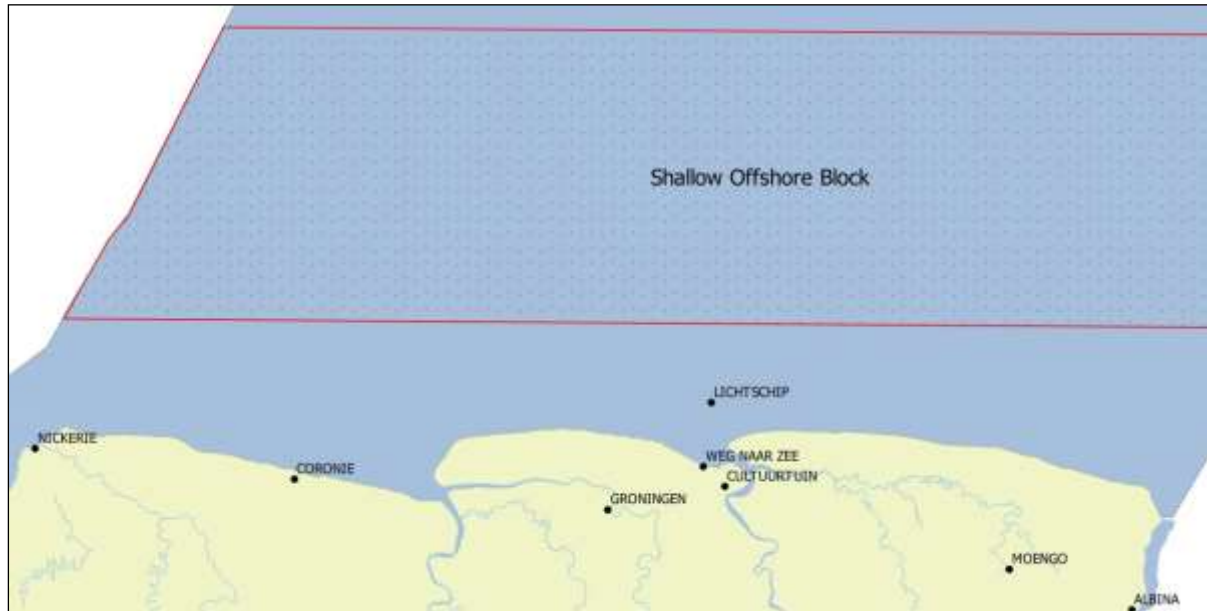 Shallow Offshore Block
LICHTSCHIP
NICKERIE
WEG NAAR ZEE
CORONIE
CULTUURTUIN
GRONINGEN
MOENGO
ALBINA